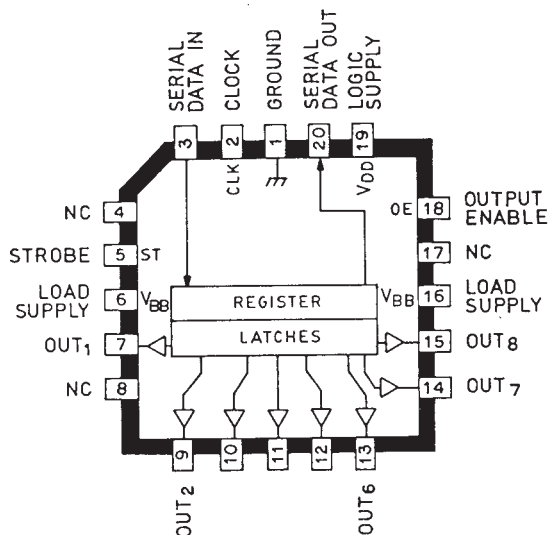 SERIAL
DATA IN
CLOCK
GROUND
SERIAL
DATA OUT
LOGIC
SUPPLY
3
2
1
20
19
CLK
VDD
NC
4
OE
18
OUTPUT
ENABLE
STROBE
5
ST
17
NC
LOAD
SUPPLY
6
VBB
REGISTER
VBB
16
LOAD
SUPPLY
OUT1
7
LATCHES
15
OUT8
NC
8
14
OUT7
9
10
11
12
13
OUT2
OUT6